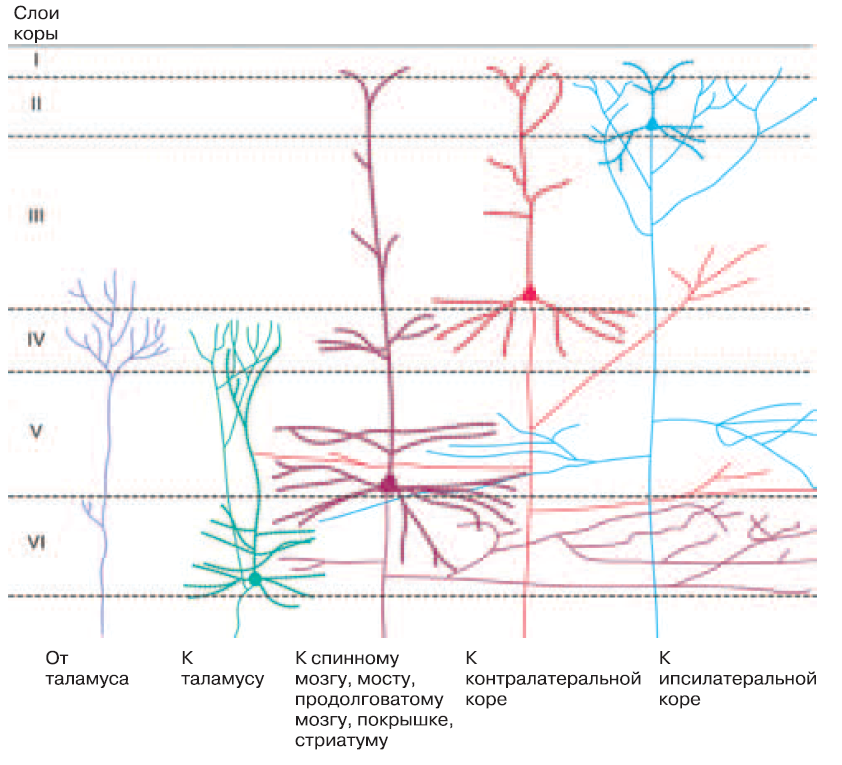 Слои
коры
I
II
III
IV
V
VI
От
таламуса
К
таламусу
К спинному
мозгу, мосту,
продолговатому
мозгу, покрышке,
стриатуму
К
контралатеральной
коре
К
ипсилатеральной
коре